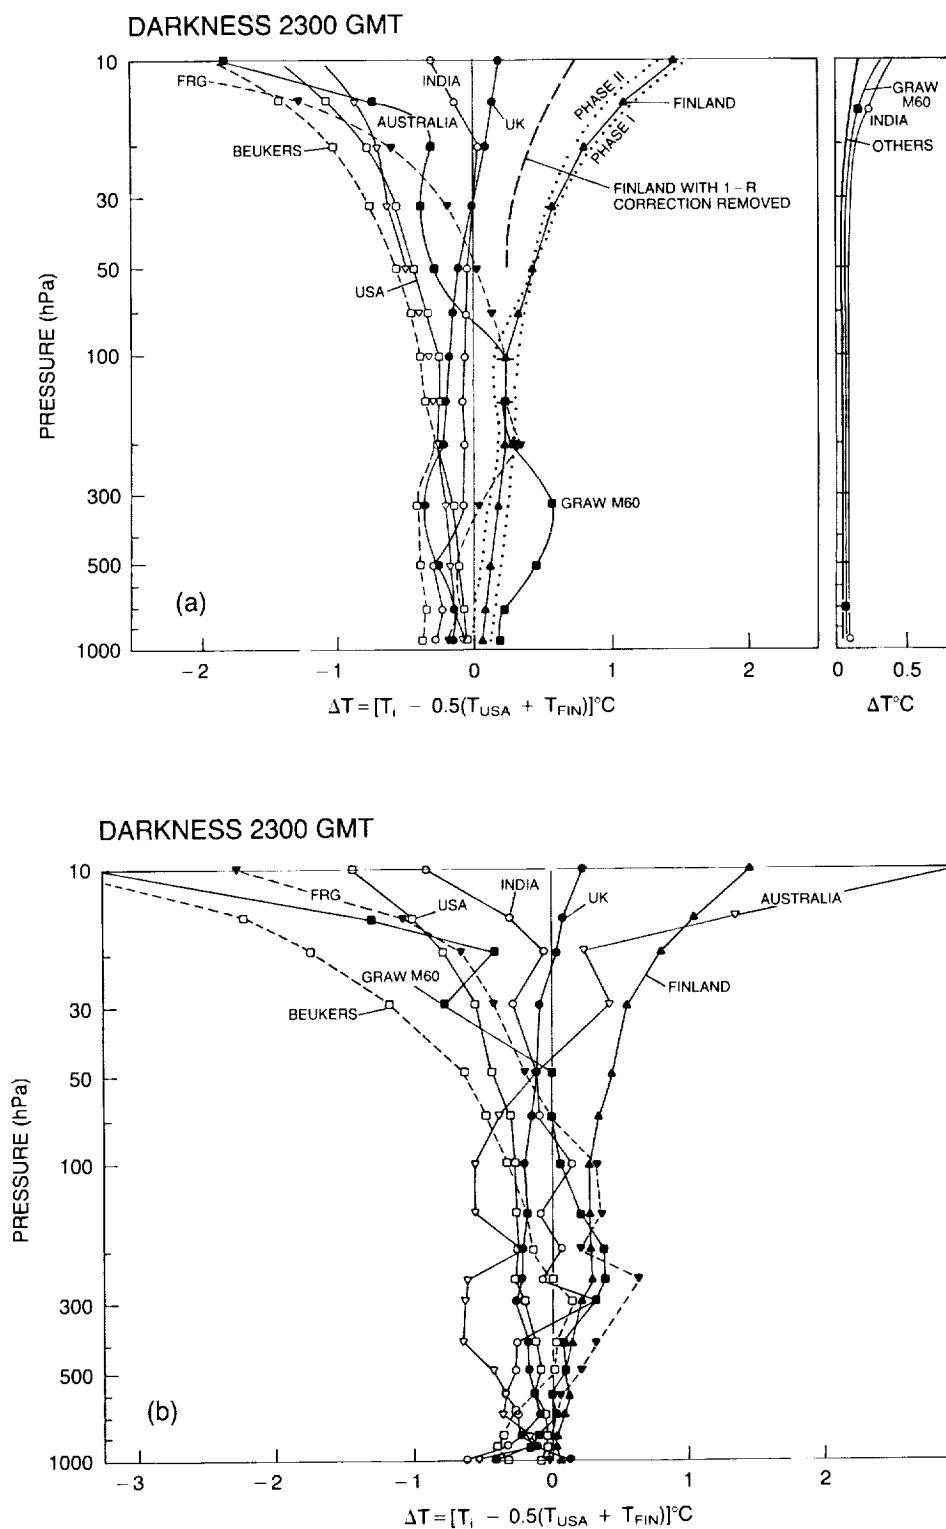 DARKNESS 2300 GMT
10
30
50
100
300
500
1000
PRESSURE (hPa)
FRG
BEUKERS
INDIA
AUSTRALIA
UK
USA
PHASE II
PHASE I
FINLAND
FINLAND WITH 1 – R
CORRECTION REMOVED
GRAW M60
(a)
−2
−1
0
1
2
ΔT = [Ti − 0.5(TUSA + TFIN)]°C
GRAW
M60
INDIA
OTHERS
0
0.5
ΔT°C
DARKNESS 2300 GMT
10
30
50
100
300
500
1000
PRESSURE (hPa)
FRG
USA
INDIA
UK
AUSTRALIA
GRAW M60
BEUKERS
FINLAND
(b)
−3
−2
−1
0
1
2
ΔT = [Ti − 0.5(TUSA + TFIN)]°C